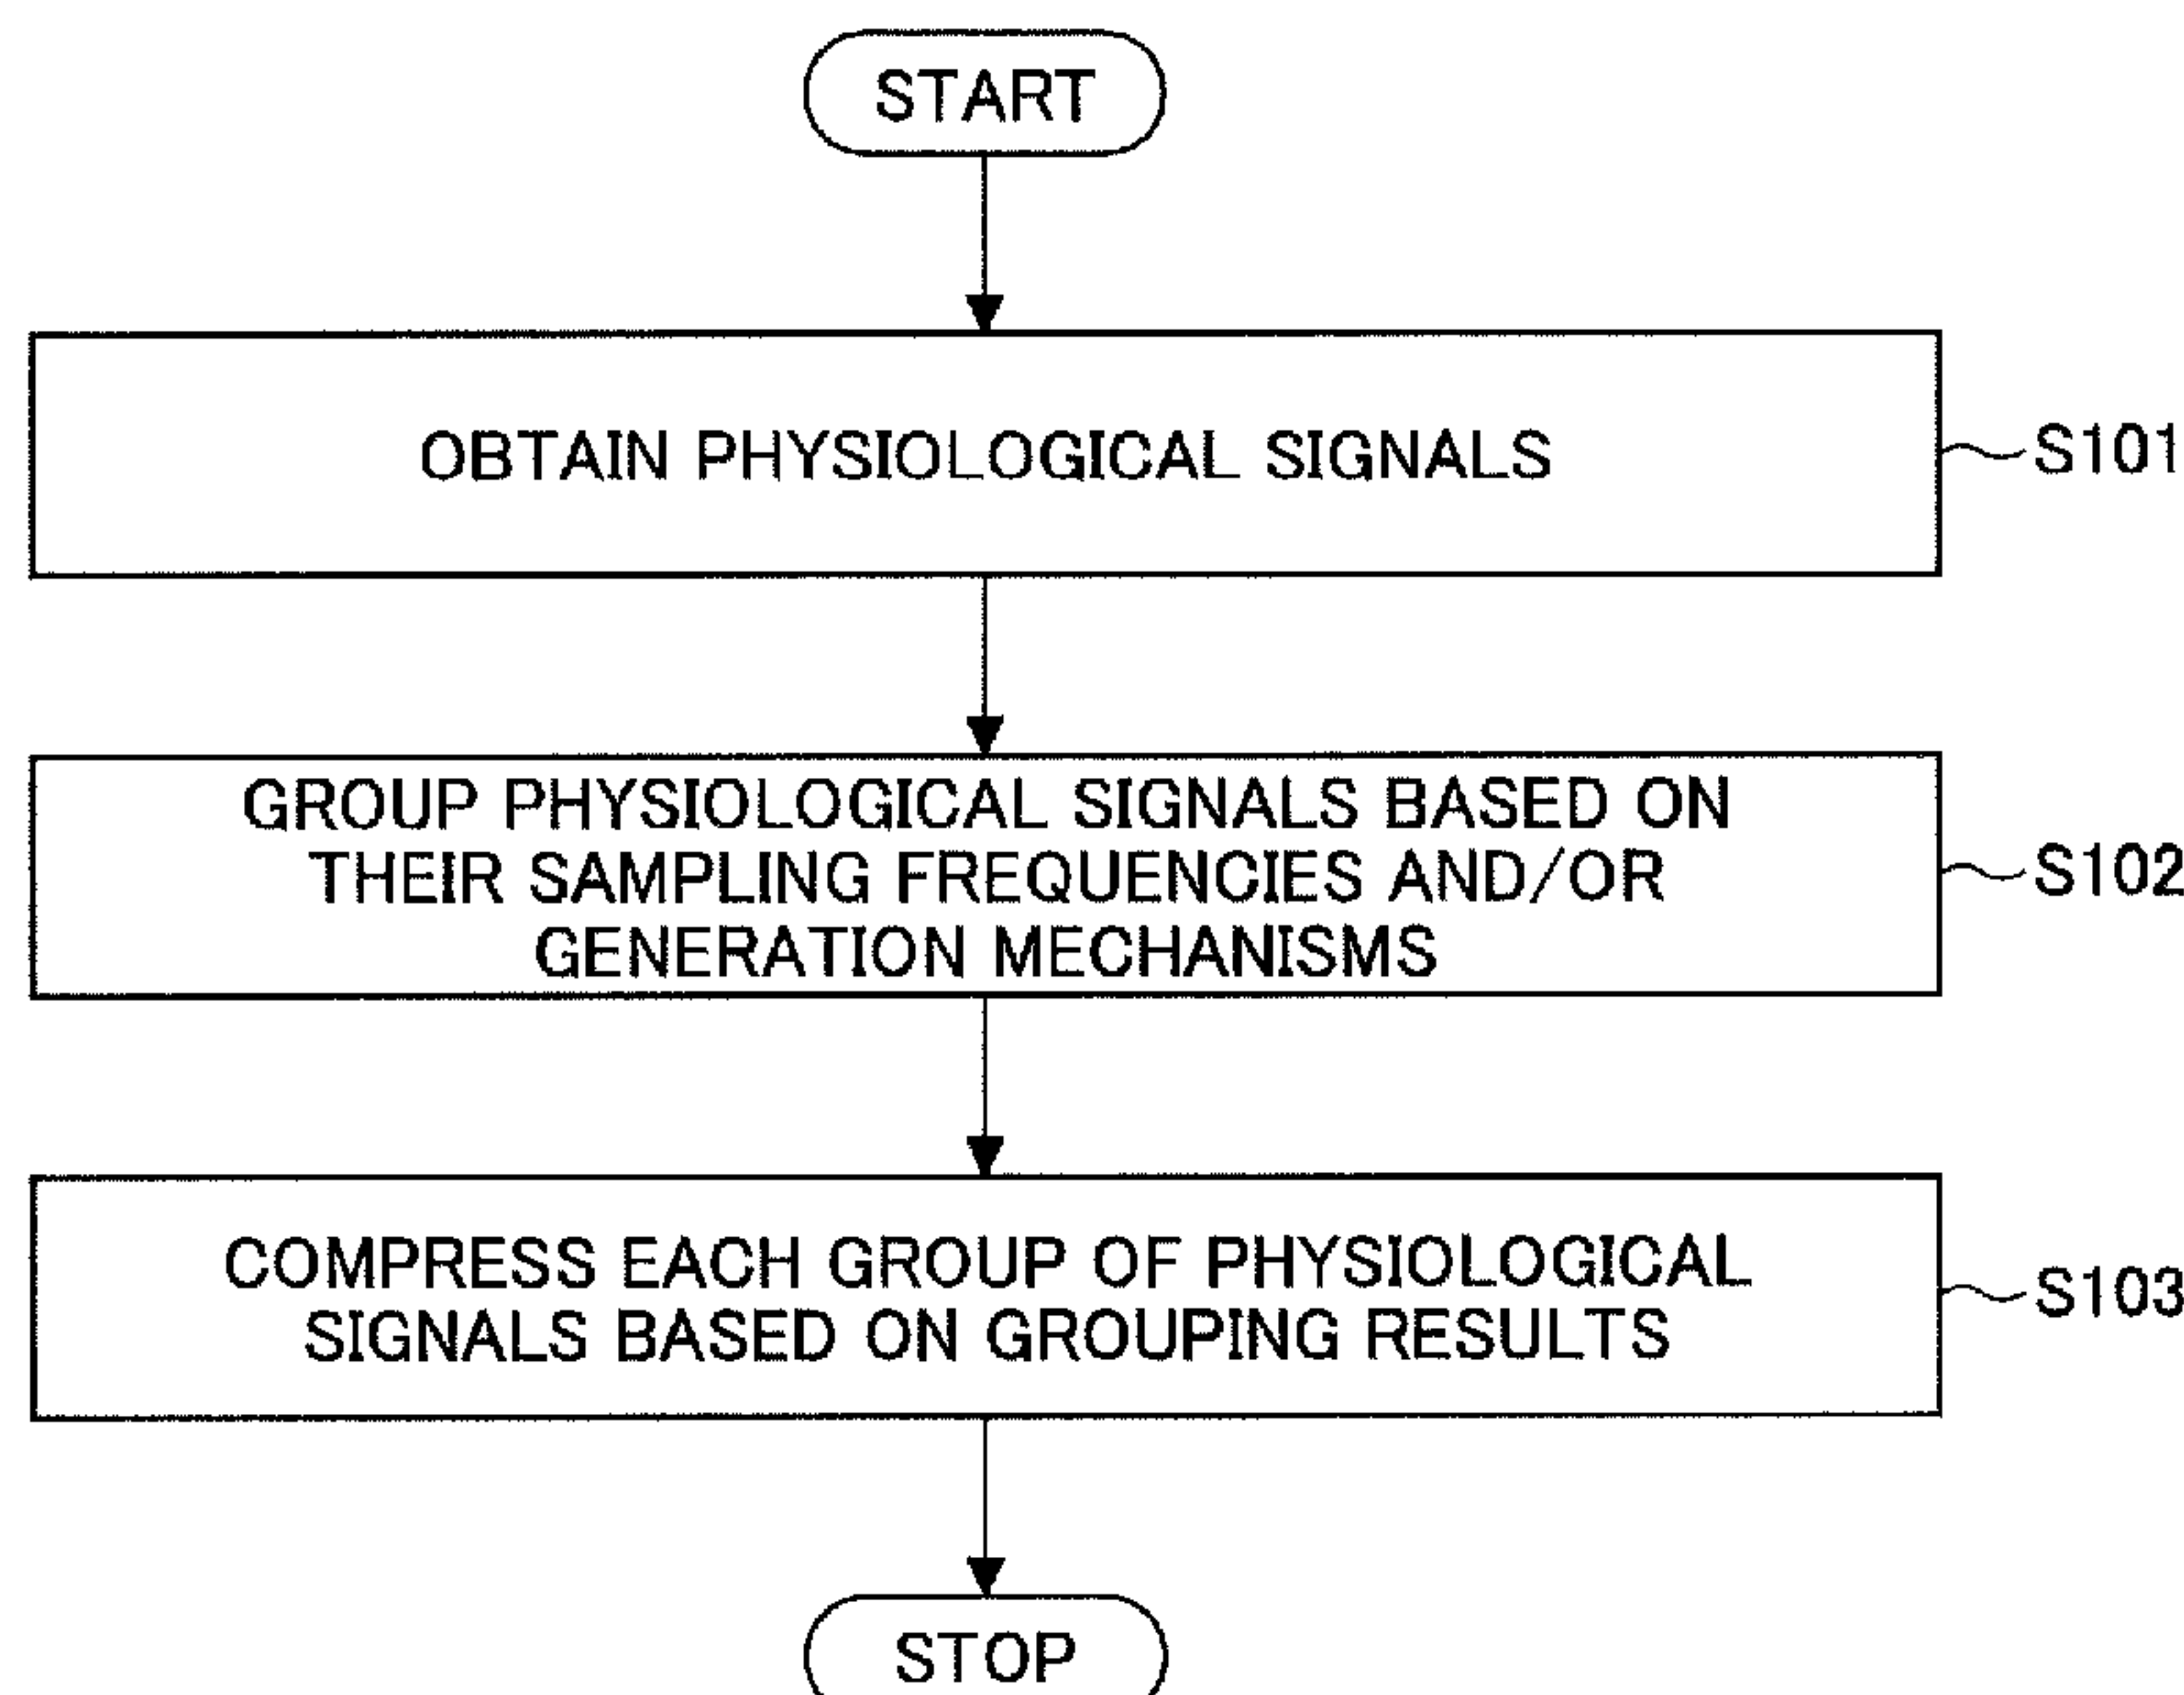 START
OBTAIN PHYSIOLOGICAL SIGNALS
S101
GROUP PHYSIOLOGICAL SIGNALS BASED ON
THEIR SAMPLING FREQUENCIES AND/OR
GENERATION MECHANISMS
S102
COMPRESS EACH GROUP OF PHYSIOLOGICAL
SIGNALS BASED ON GROUPING RESULTS
S103
STOP